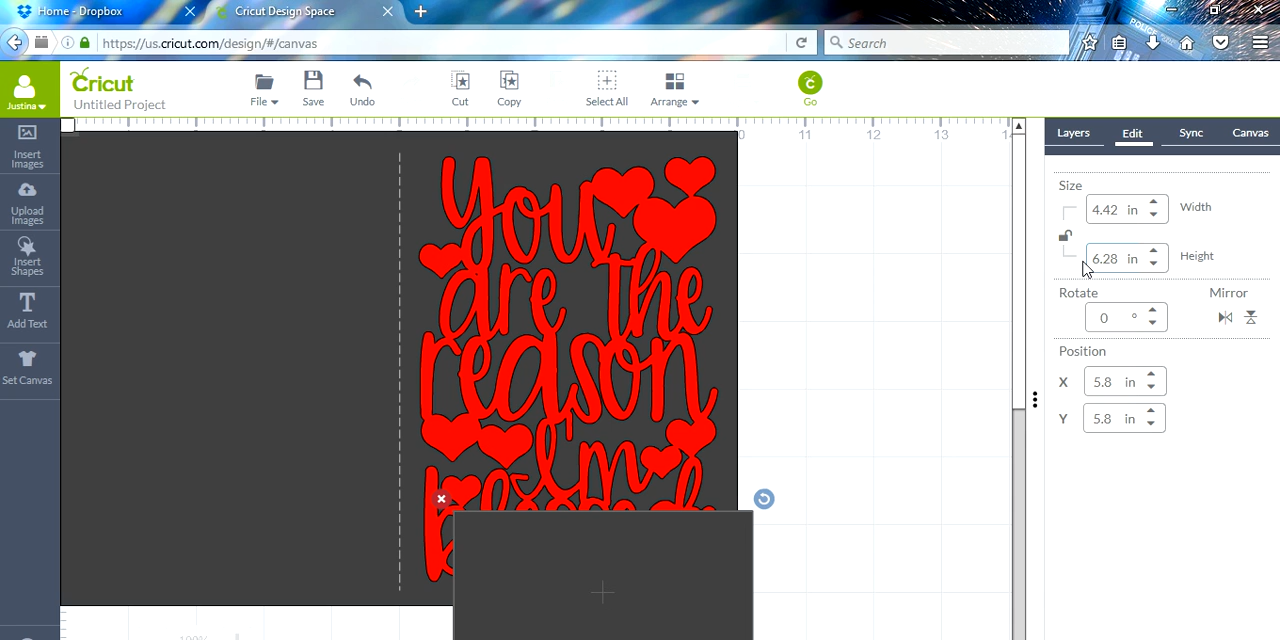 Home - Dropbox
Cricut Design Space
https://us.cricut.com/design/#/canvas
Search
POLICE
Justina
Cricut
Untitled Project
File
Save
Undo
Cut
Copy
Select All
Arrange
Go
Insert
Images
Upload
Images
Insert
Shapes
Add Text
Set Canvas
0 11 12 13
You
are the
reason
I'm
100%
Layers
Edit
Sync
Canvas
Size
4.42 in
Width
6.28 in
Height
Rotate
Mirror
0 °
Position
X 5.8 in
Y 5.8 in